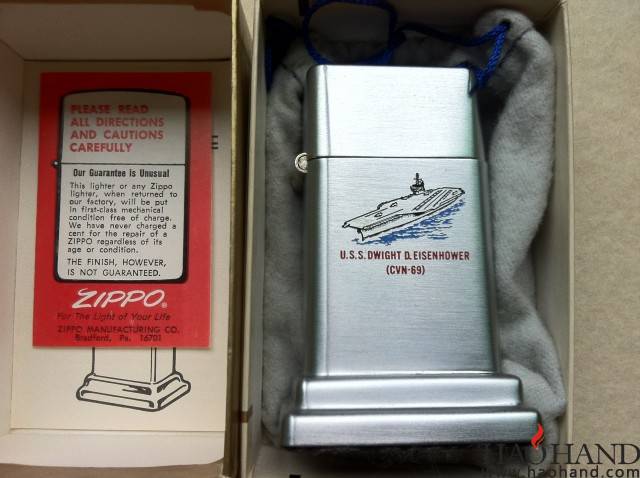 PLEASE READ
ALL DIRECTIONS
AND CAUTIONS
CAREFULLY
Our Guarantee is Unusual
This lighter or any Zippo
lighter, when returned to
our factory, will be put
in first-class mechanical
condition free of charge.
We have never charged a
cent for the repair of a
ZIPPO regardless of its
age or condition.
THE FINISH, HOWEVER,
IS NOT GUARANTEED.
ZIPPO®
For The Light of Your Life
ZIPPO MANUFACTURING CO.
Bradford, Pa. 16701
U.S.S. DWIGHT D. EISENHOWER
(CVN-69)
HAOHAND
www.haohand.com